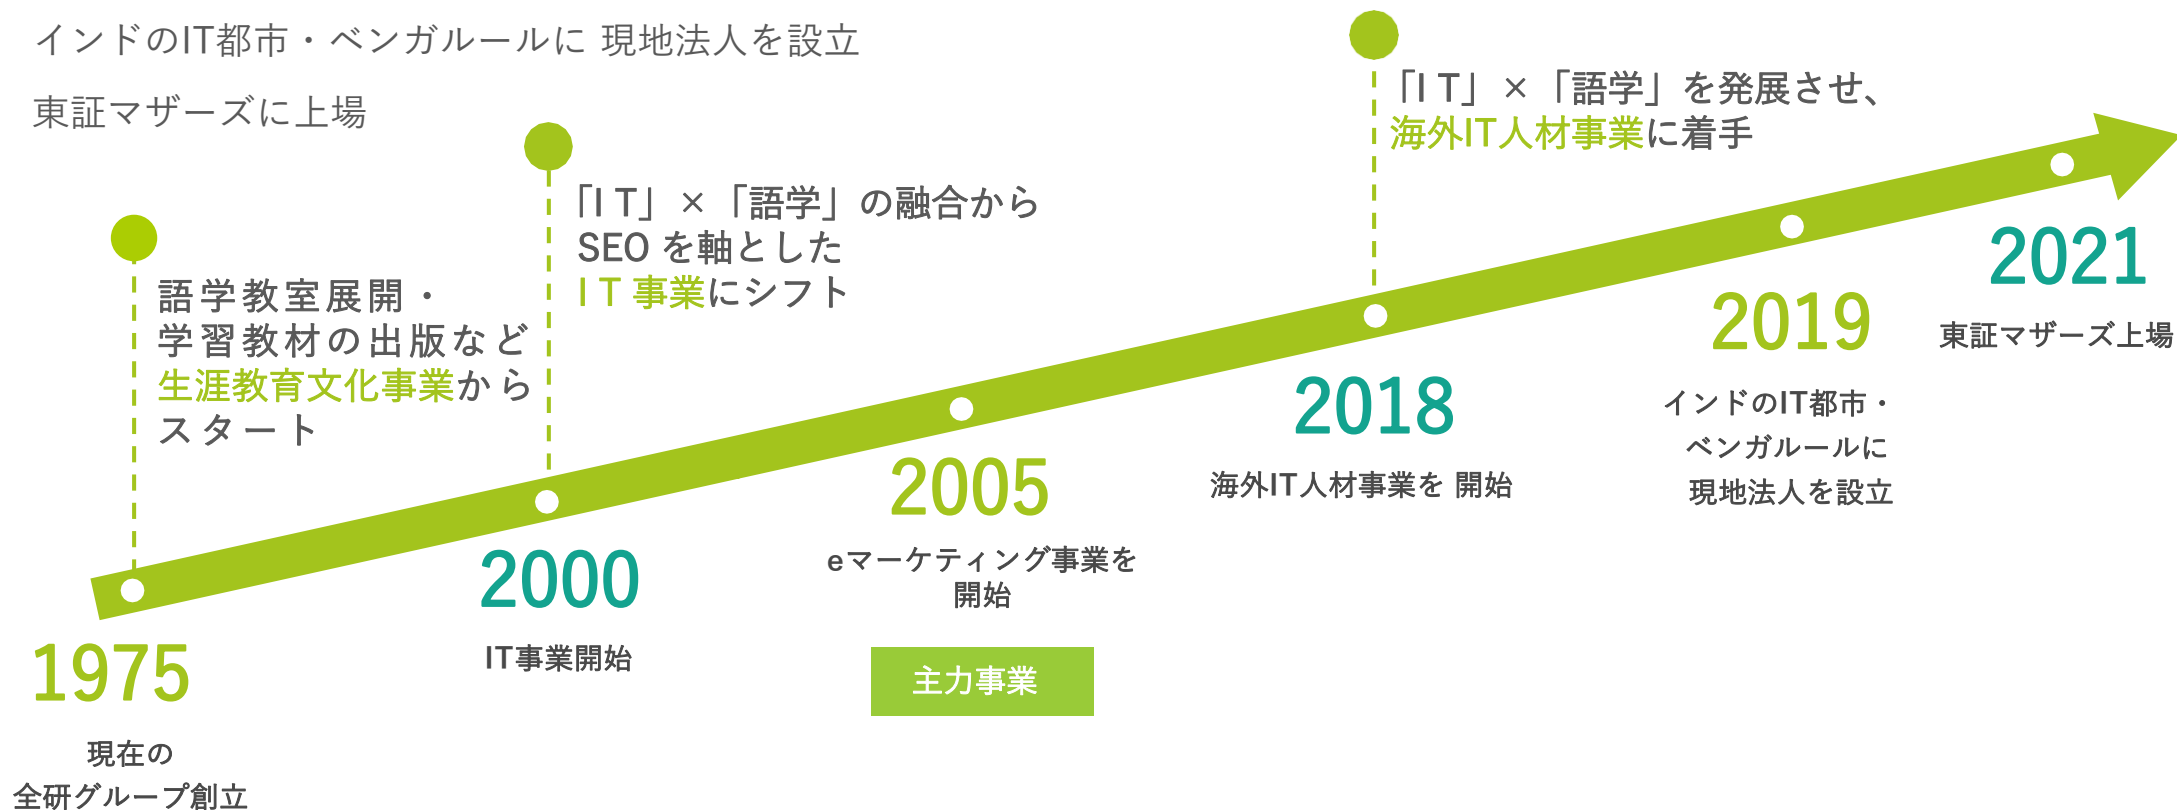 インドのIT都市・ベンガルールに 現地法人を設立
東証マザーズに上場
「IT」×「語学」を発展させ、
海外IT人材事業に着手
「IT」×「語学」の融合から
SEO を軸とした
IT 事業にシフト
語学教室展開・
学習教材の出版など
生涯教育文化事業から
スタート
2021
東証マザーズ上場
2019
インドのIT都市・
ベンガルールに
現地法人を設立
2018
海外IT人材事業を 開始
2005
eマーケティング事業を
開始
主力事業
2000
IT事業開始
1975
現在の
全研グループ創立